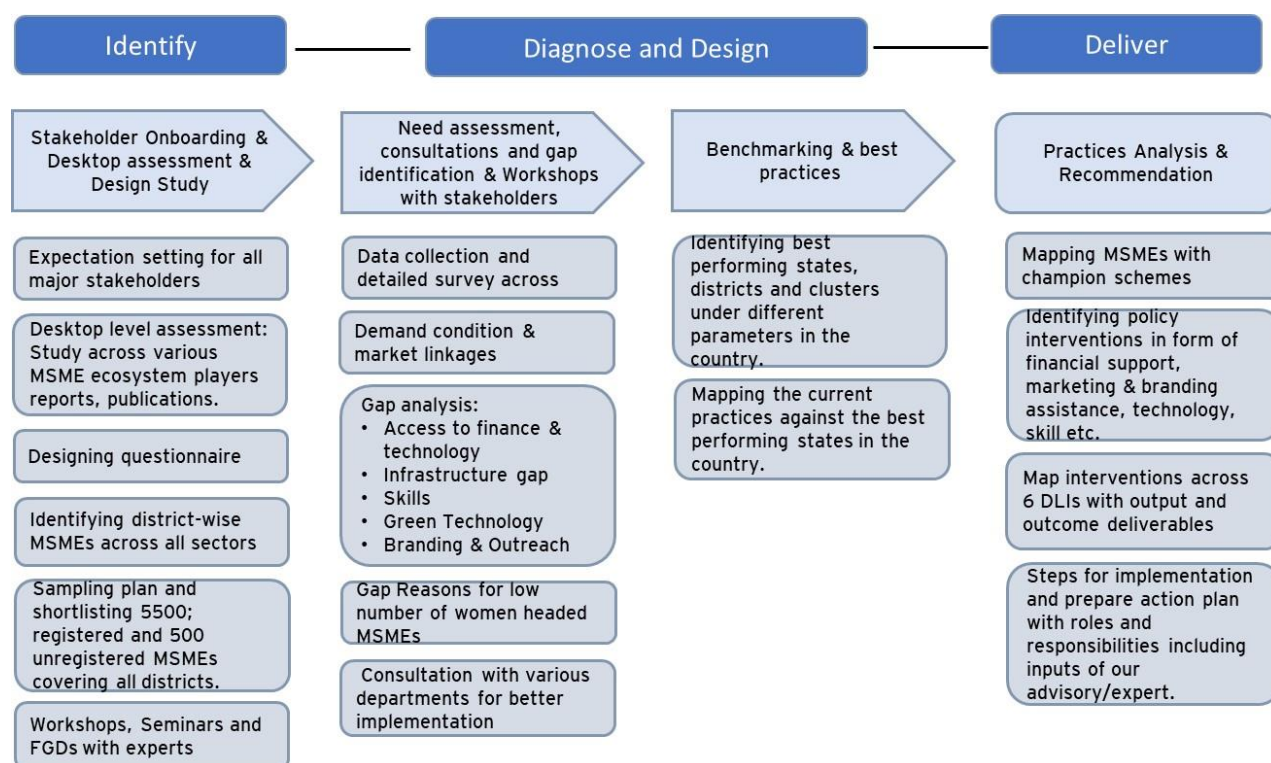 Identify
Diagnose and Design
Deliver
Stakeholder Onboarding &
Desktop assessment &
Design Study
Need assessment,
consultations and gap
identification & Workshops
with stakeholders
Benchmarking & best
practices
Practices Analysis &
Recommendation
Expectation setting for all
major stakeholders
Desktop level assessment:
Study across various
MSME ecosystem players
reports, publications.
Designing questionnaire
Identifying district-wise
MSMEs across all sectors
Sampling plan and
shortlisting 5500;
registered and 500
unregistered MSMEs
covering all districts.
Workshops, Seminars and
FGDs with experts
Data collection and
detailed survey across
Demand condition &
market linkages
Gap analysis:
• Access to finance &
technology
• Infrastructure gap
• Skills
• Green Technology
• Branding & Outreach
Gap Reasons for low
number of women headed
MSMEs
Consultation with various
departments for better
implementation
Identifying best
performing states,
districts and clusters
under different
parameters in the
country.
Mapping the current
practices against the best
performing states in the
country.
Mapping MSMEs with
champion schemes
Identifying policy
interventions in form of
financial support,
marketing & branding
assistance, technology,
skill etc.
Map interventions across
6 DLIs with output and
outcome deliverables
Steps for implementation
and prepare action plan
with roles and
responsibilities including
inputs of our
advisory/expert.